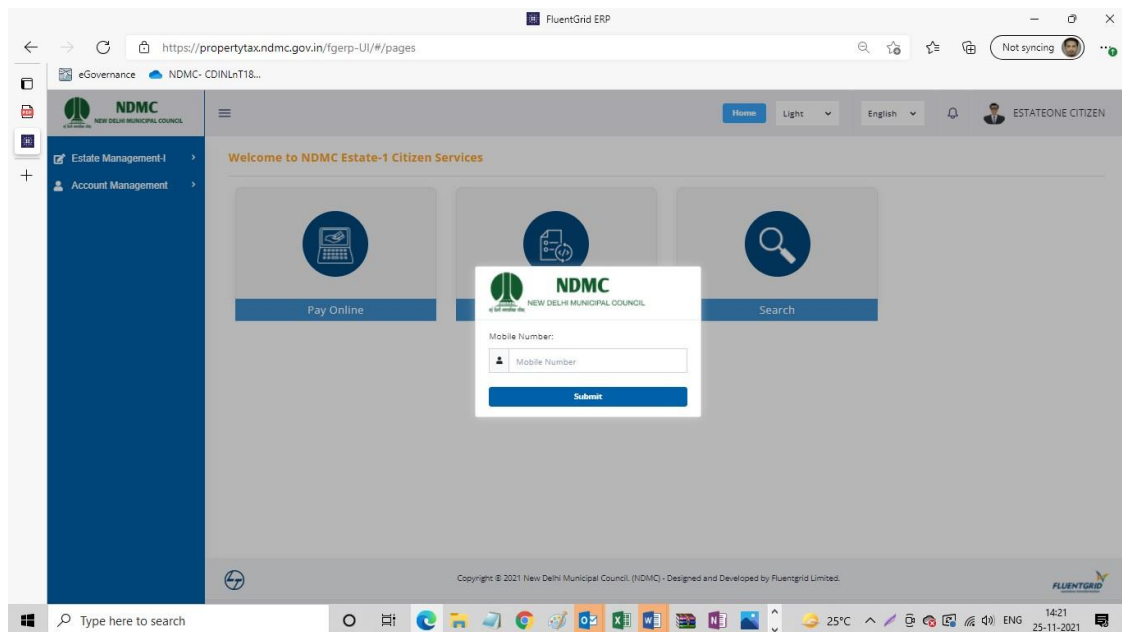 FluentGrid ERP
https://propertytax.ndmc.gov.in/fgerp-UI/#/pages
Not syncing
eGovernance NDMC- CDINLnT18...
NDMC
NEW DELHI MUNICIPAL COUNCIL
Home Light English ESTATEONE CITIZEN
Estate Management-I
Account Management
Welcome to NDMC Estate-1 Citizen Services
Pay Online
Search
NDMC
NEW DELHI MUNICIPAL COUNCIL
Mobile Number:
Mobile Number
Submit
Copyright © 2021 New Delhi Municipal Council. (NDMC) - Designed and Developed by Fluentgrid Limited.
FLUENTGRID
Type here to search
25°C ENG 14:21
25-11-2021